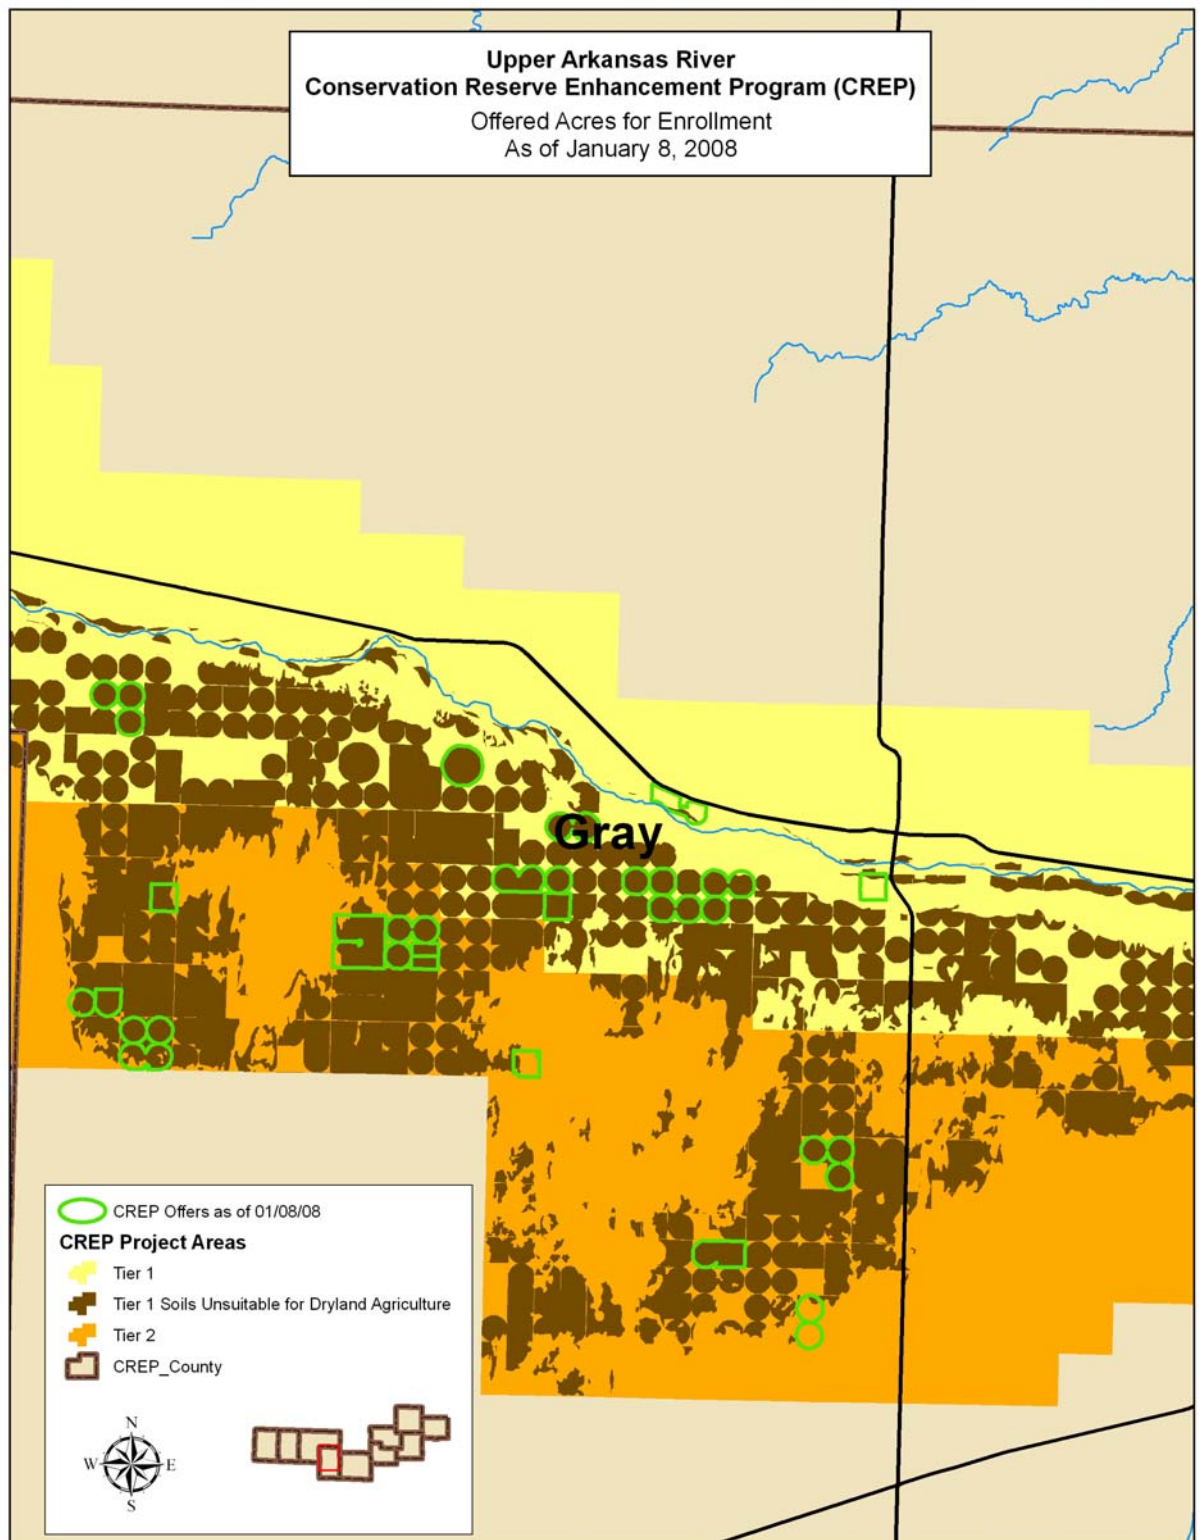 Upper Arkansas River
Conservation Reserve Enhancement Program (CREP)
Offered Acres for Enrollment
As of January 8, 2008
Gray
CREP Offers as of 01/08/08
CREP Project Areas
Tier 1
Tier 1 Soils Unsuitable for Dryland Agriculture
Tier 2
CREP_County
N
W
E
S